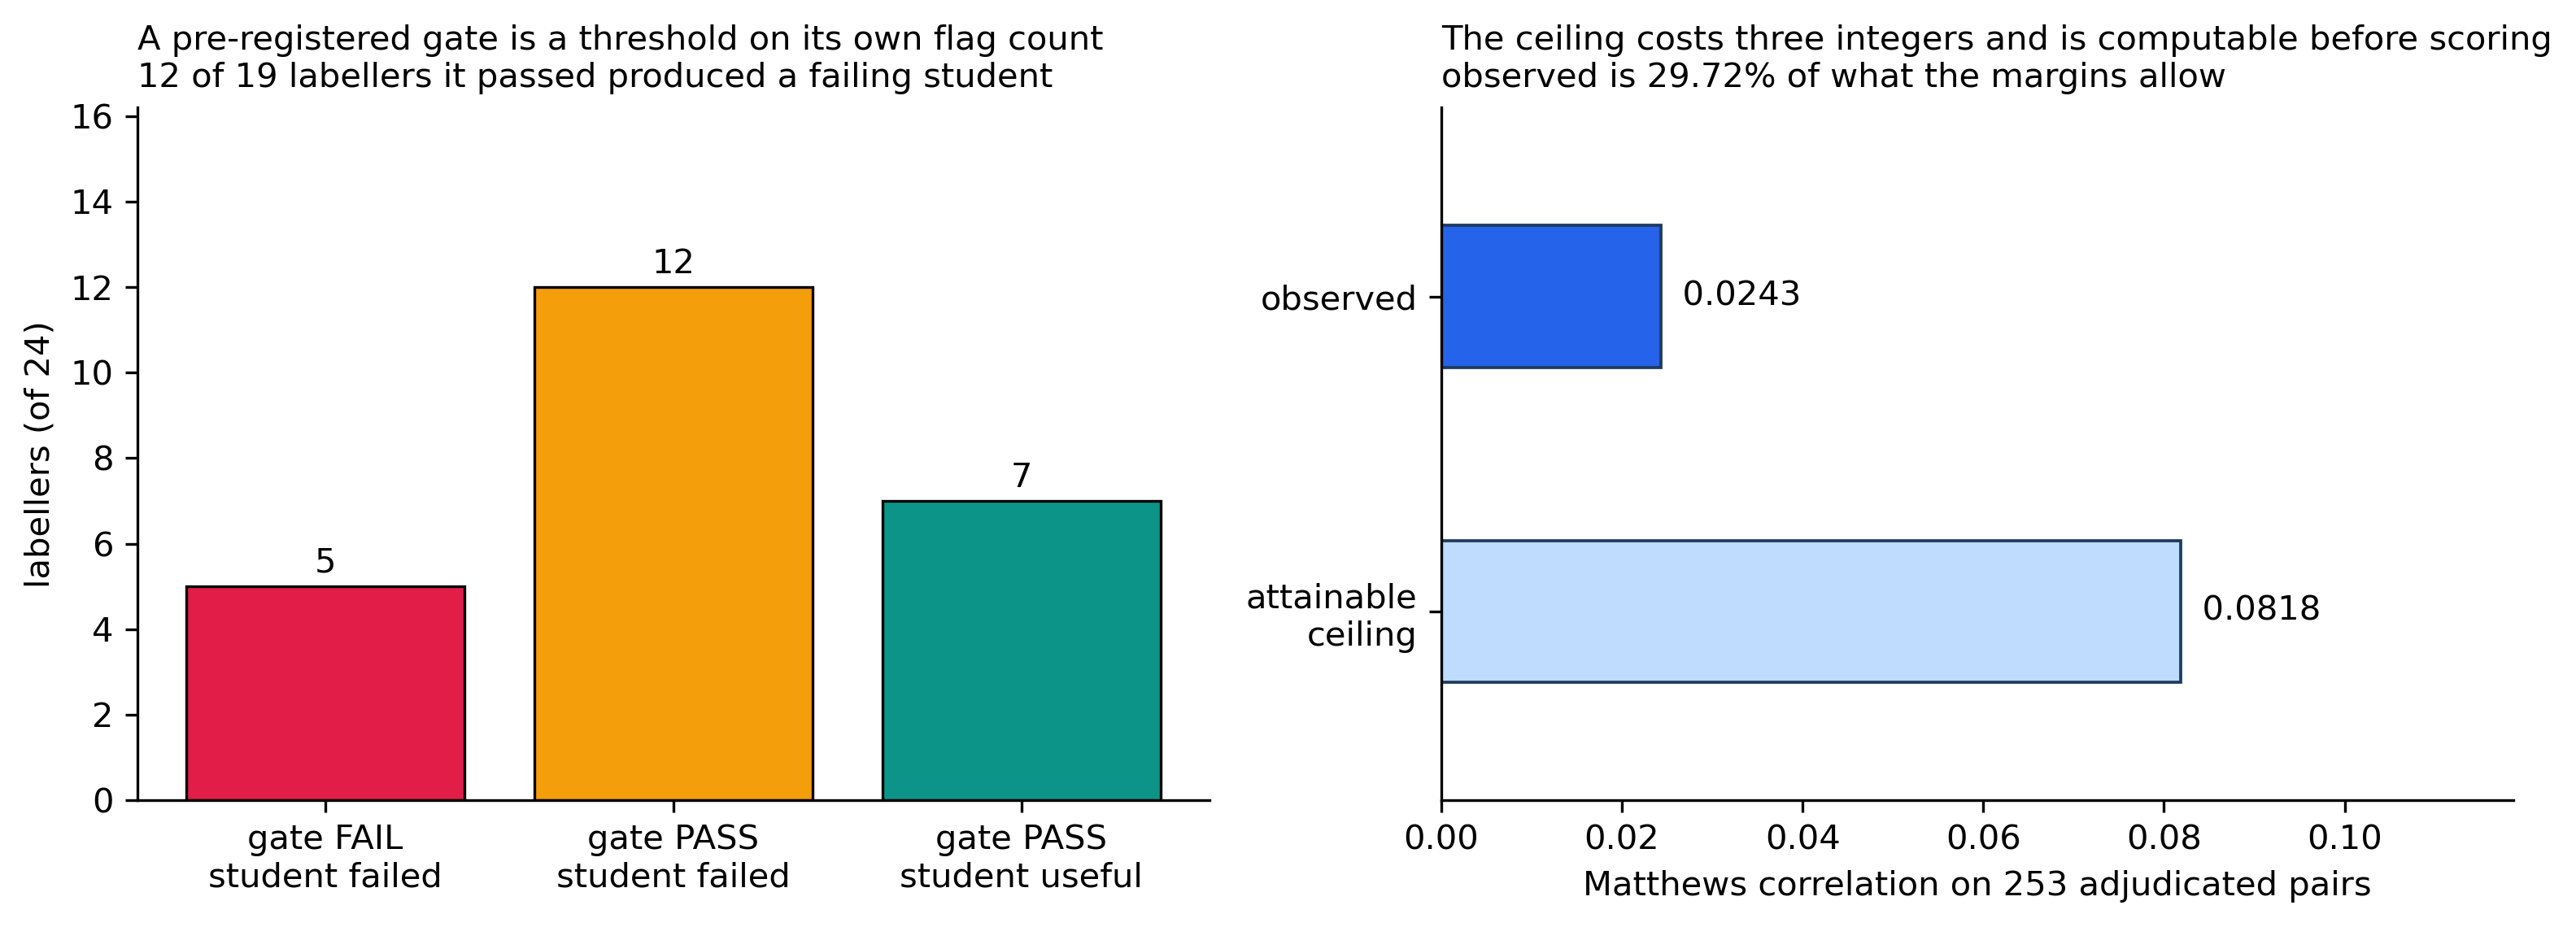 A pre-registered gate is a threshold on its own flag count
12 of 19 labellers it passed produced a failing student
labellers (of 24)
16
14
12
10
8
6
4
2
0
5
12
7
gate FAIL
student failed
gate PASS
student failed
gate PASS
student useful
The ceiling costs three integers and is computable before scoring
observed is 29.72% of what the margins allow
observed
0.0243
attainable
ceiling
0.0818
0.00
0.02
0.04
0.06
0.08
0.10
Matthews correlation on 253 adjudicated pairs